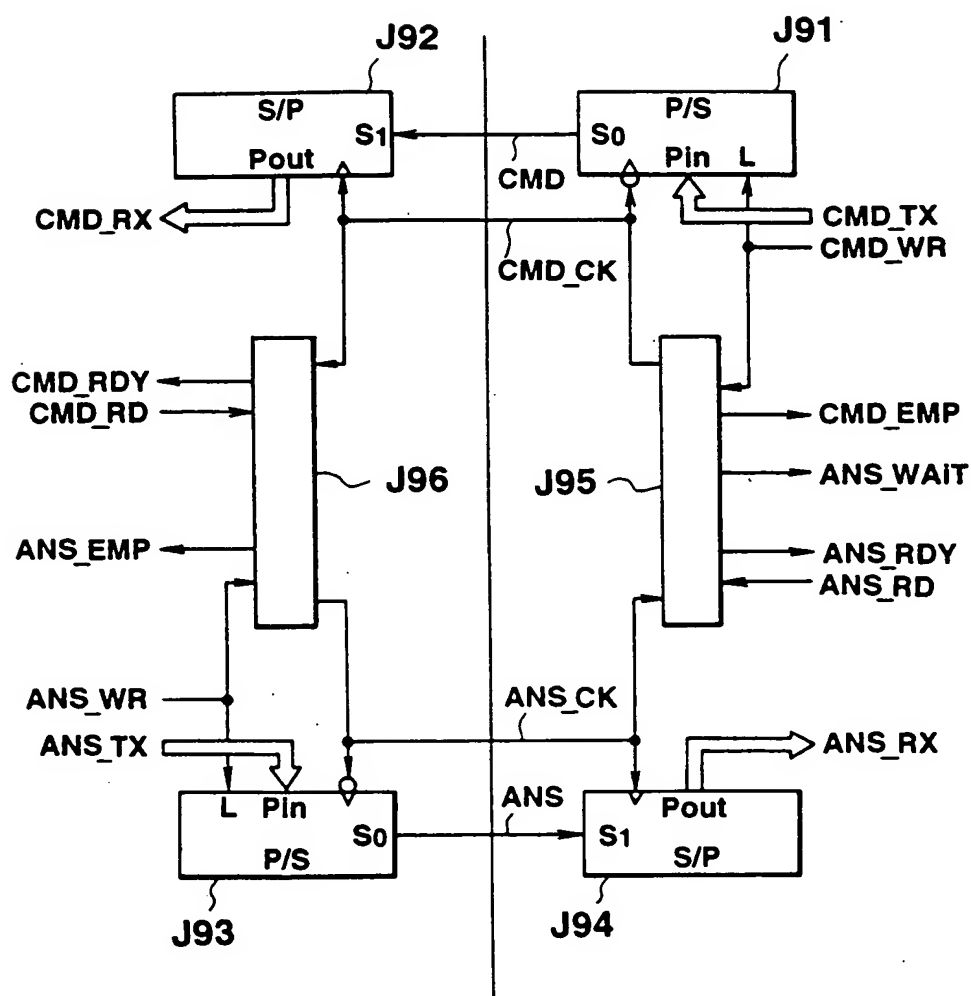 J92
J91
S/P
S1
Pout
P/S
S0
Pin
L
CMD
CMD_RX
CMD_TX
CMD_WR
CMD_CK
CMD_RDY
CMD_RD
CMD_EMP
J96
J95
ANS_WAiT
ANS_EMP
ANS_RDY
ANS_RD
ANS_WR
ANS_CK
ANS_TX
ANS_RX
L
Pin
S0
P/S
ANS
S1
Pout
S/P
J93
J94